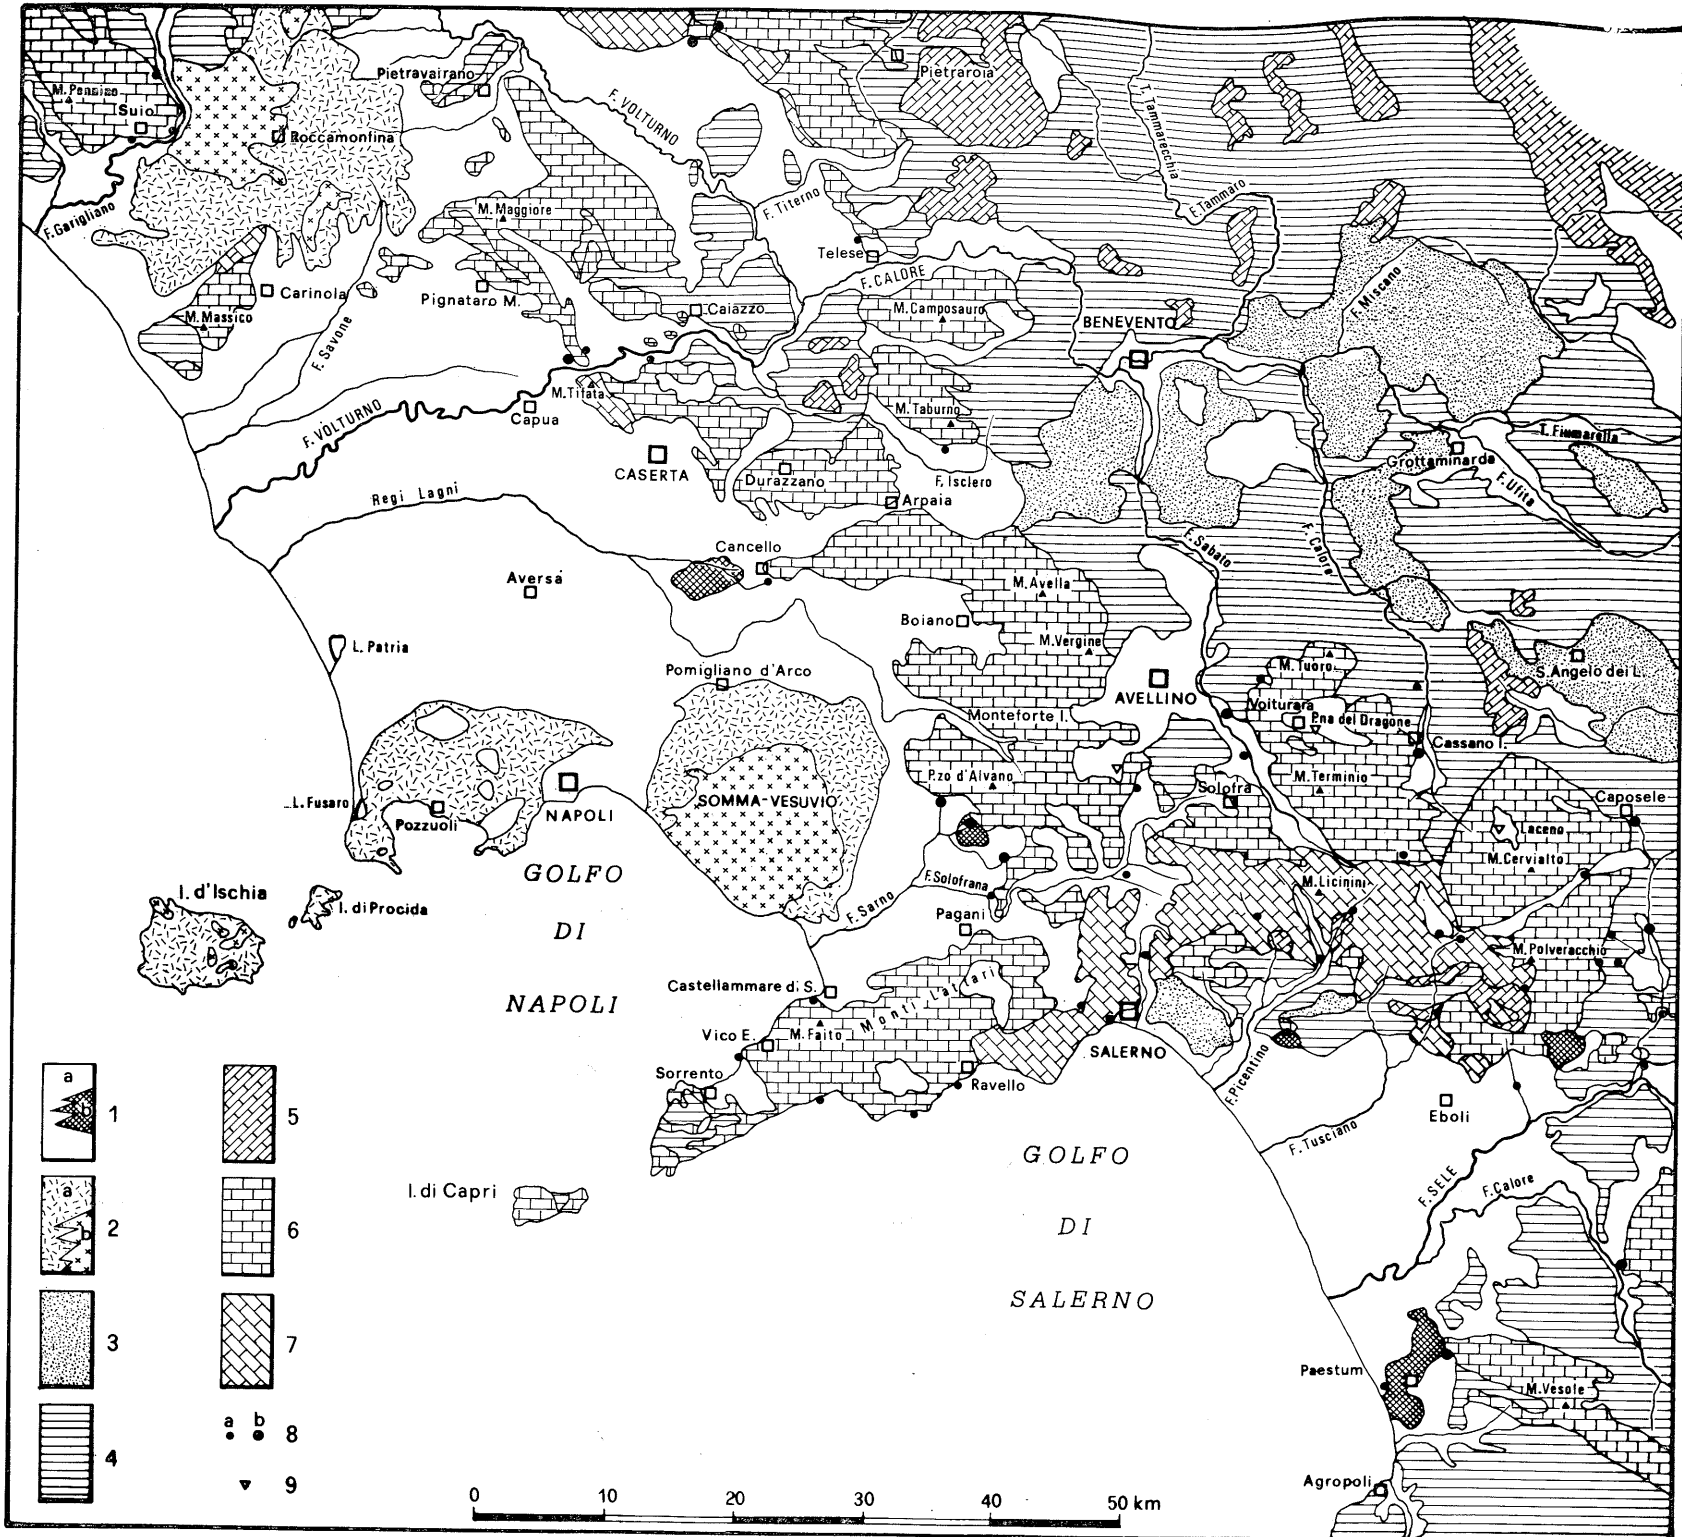 Pietravairano
Pietraroia
M. Pennino
Suio
F. VOLTURNO
T. Tammarecchia
Roccamonfina
F. Garigliano
M. Maggiore
F. Titerno
F. Tammaro
Telese
F. CALORE
F. Miscano
Carinola
Pignataro M.
Caiazzo
M. Camposauro
M. Massico
BENEVENTO
F. Savone
M. Tifata
M. Taburno
F. VOLTURNO
Capua
T. Fiumarella
CASERTA
Durazzano
F. Isclero
Grottaminarda
F. Ufita
Regi Lagni
Arpaia
F. Sabato
F. Calore
Cancello
Aversa
M. Avella
Boiano
M. Vergine
L. Patria
Pomigliano d'Arco
M. Tuoro
S. Angelo dei L.
AVELLINO
Monteforte I.
Volturara
P.na del Dragone
Cassano I.
P.zo d'Alvano
M. Terminio
SOMMA-VESUVIO
Solofra
Caposele
L. Fusaro
Pozzuoli
NAPOLI
Laceno
M. Cervialto
GOLFO
F. Solofrana
M. Licinini
I. d'Ischia
I. di Procida
F. Sarno
Pagani
DI
M. Polveracchio
Castellammare di S.
Monti Lattari
NAPOLI
Vico E.
M. Faito
SALERNO
Sorrento
Ravello
F. Picentino
Eboli
F. Tusciano
GOLFO
I. di Capri
F. SELE
F. Calore
DI
SALERNO
Paestum
M. Vesole
Agropoli
a
b
1
5
a
b
2
6
3
7
4
a b
8
9
0 10 20 30 40 50 km